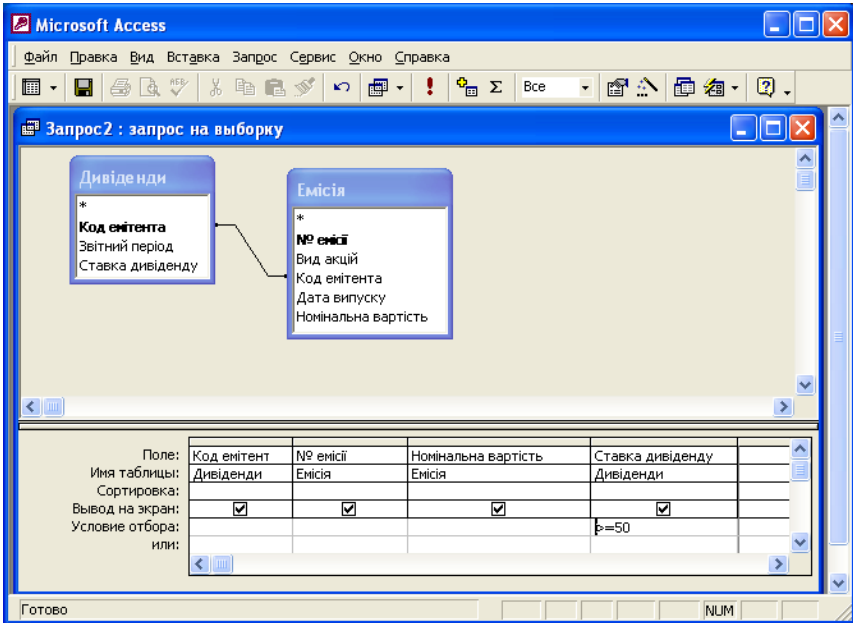 Microsoft Access
Файл Правка Вид Вставка Запрос Сервис Окно Справка
Все
Запрос2 : запрос на выборку
Дивіденди
*
Код емітента
Звітний період
Ставка дивіденду
Емісія
*
№ емісії
Вид акцій
Код емітента
Дата випуску
Номінальна вартість
Поле: Код емітент № емісії Номінальна вартість Ставка дивіденду
Имя таблицы: Дивіденди Емісія Емісія Дивіденди
Сортировка:
Вывод на экран:
Условие отбора: >=50
или:
Готово NUM